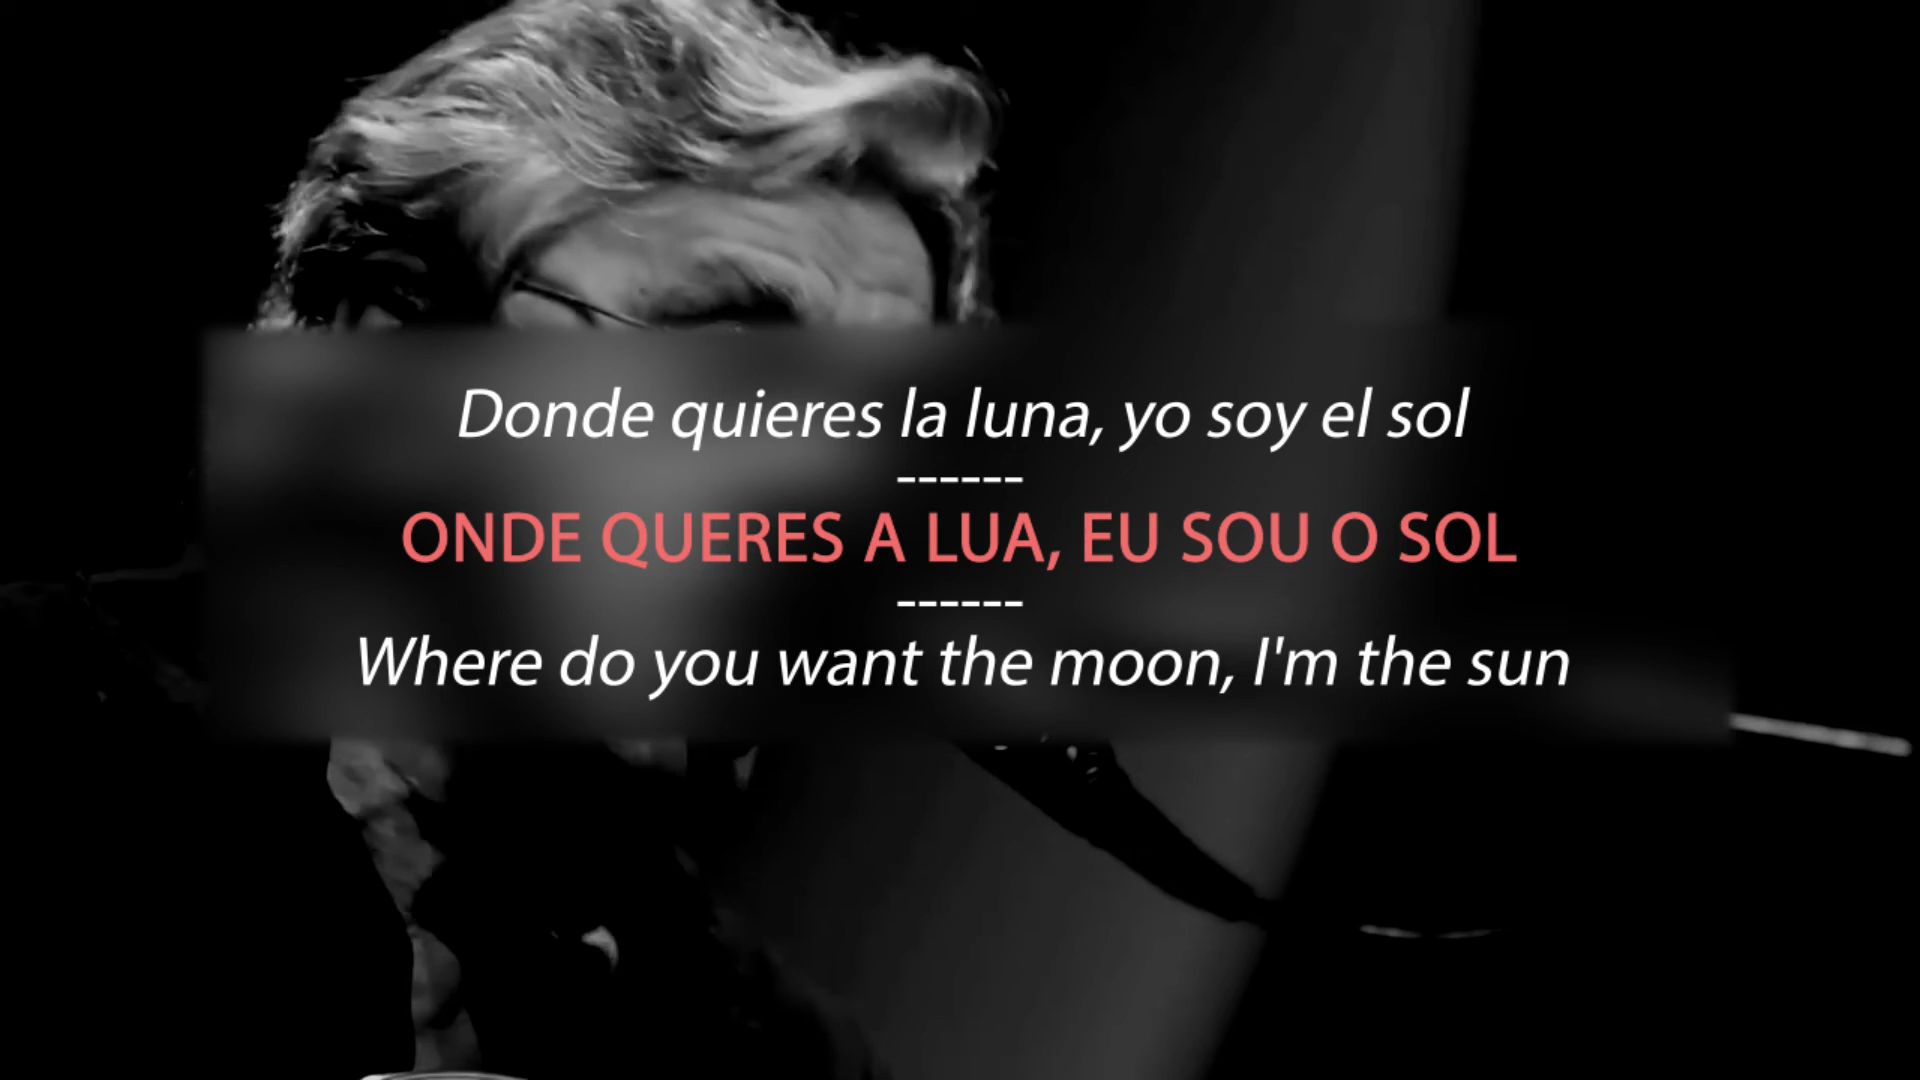 Donde quieres la luna, yo soy el sol
------
ONDE QUERES A LUA, EU SOU O SOL
------
Where do you want the moon, I'm the sun